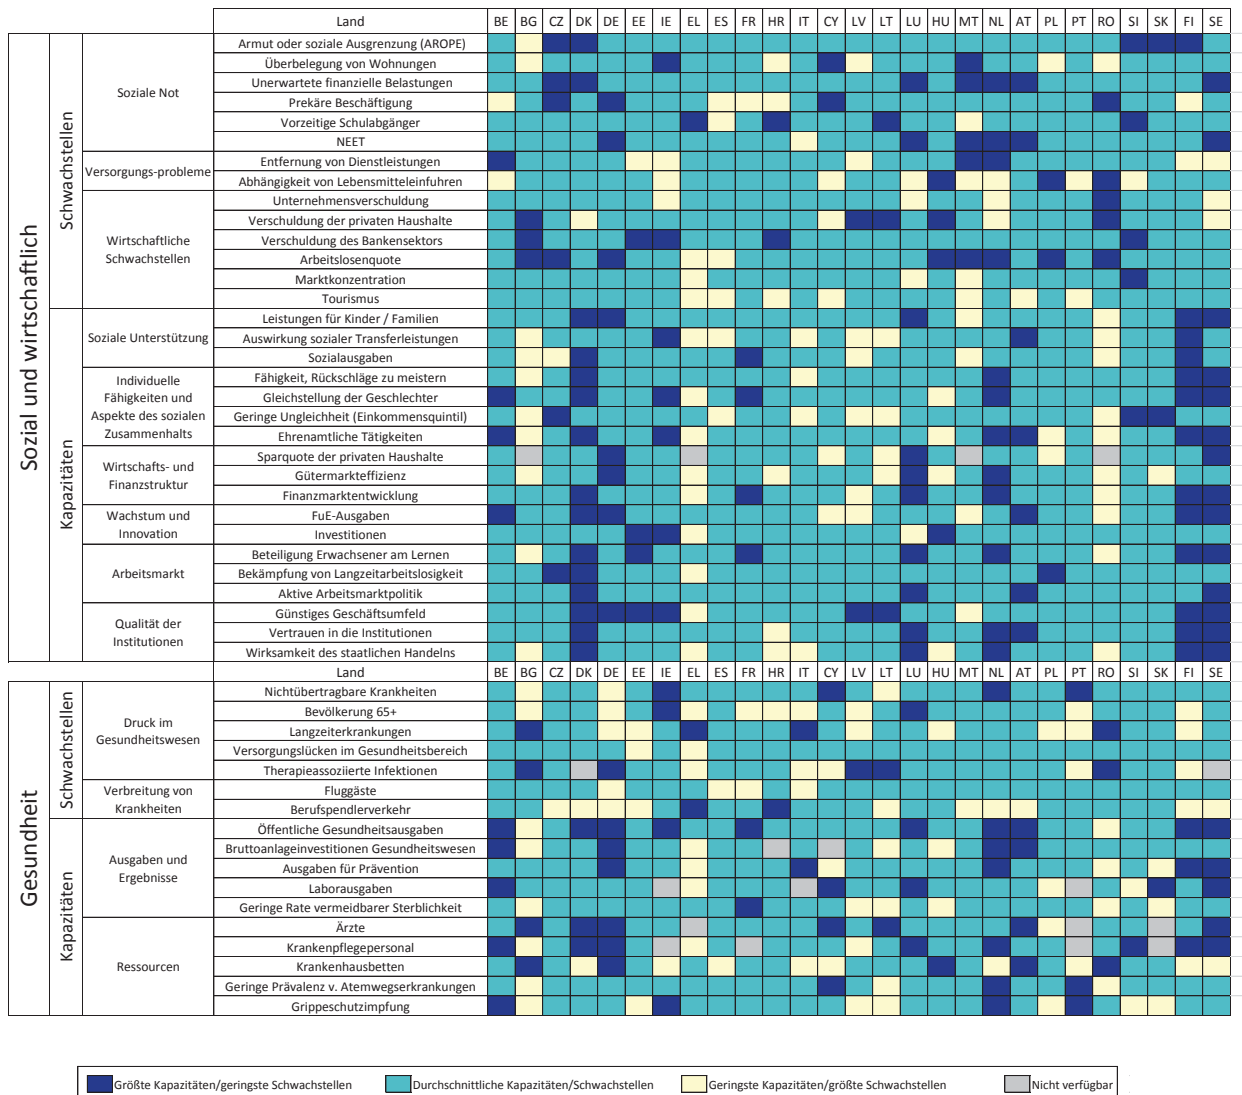 Land BE BG CZ DK DE EE IE EL ES FR HR IT CY LV LT LU HU MT NL AT PL PT RO SI SK FI SE
Sozial und wirtschaftlich
Schwachstellen
Soziale Not
Armut oder soziale Ausgrenzung (AROPE)
Überbelegung von Wohnungen
Unerwartete finanzielle Belastungen
Prekäre Beschäftigung
Vorzeitige Schulabgänger
NEET
Versorgungs-probleme
Entfernung von Dienstleistungen
Abhängigkeit von Lebensmitteleinfuhren
Wirtschaftliche
Schwachstellen
Unternehmensverschuldung
Verschuldung der privaten Haushalte
Verschuldung des Bankensektors
Arbeitslosenquote
Marktkonzentration
Tourismus
Kapazitäten
Soziale Unterstützung
Leistungen für Kinder / Familien
Auswirkung sozialer Transferleistungen
Sozialausgaben
Individuelle
Fähigkeiten und
Aspekte des sozialen
Zusammenhalts
Fähigkeit, Rückschläge zu meistern
Gleichstellung der Geschlechter
Geringe Ungleichheit (Einkommensquintil)
Ehrenamtliche Tätigkeiten
Wirtschafts- und
Finanzstruktur
Sparquote der privaten Haushalte
Gütermarkteffizienz
Finanzmarktentwicklung
Wachstum und
Innovation
FuE-Ausgaben
Investitionen
Arbeitsmarkt
Beteiligung Erwachsener am Lernen
Bekämpfung von Langzeitarbeitslosigkeit
Aktive Arbeitsmarktpolitik
Qualität der
Institutionen
Günstiges Geschäftsumfeld
Vertrauen in die Institutionen
Wirksamkeit des staatlichen Handelns
Land BE BG CZ DK DE EE IE EL ES FR HR IT CY LV LT LU HU MT NL AT PL PT RO SI SK FI SE
Gesundheit
Schwachstellen
Druck im
Gesundheitswesen
Nichtübertragbare Krankheiten
Bevölkerung 65+
Langzeiterkrankungen
Versorgungslücken im Gesundheitsbereich
Therapieassoziierte Infektionen
Verbreitung von
Krankheiten
Fluggäste
Berufspendlerverkehr
Kapazitäten
Ausgaben und
Ergebnisse
Öffentliche Gesundheitsausgaben
Bruttoanlageinvestitionen Gesundheitswesen
Ausgaben für Prävention
Laborausgaben
Geringe Rate vermeidbarer Sterblichkeit
Ressourcen
Ärzte
Krankenpflegepersonal
Krankenhausbetten
Geringe Prävalenz v. Atemwegserkrankungen
Grippeschutzimpfung
Größte Kapazitäten/geringste Schwachstellen
Durchschnittliche Kapazitäten/Schwachstellen
Geringste Kapazitäten/größte Schwachstellen
Nicht verfügbar